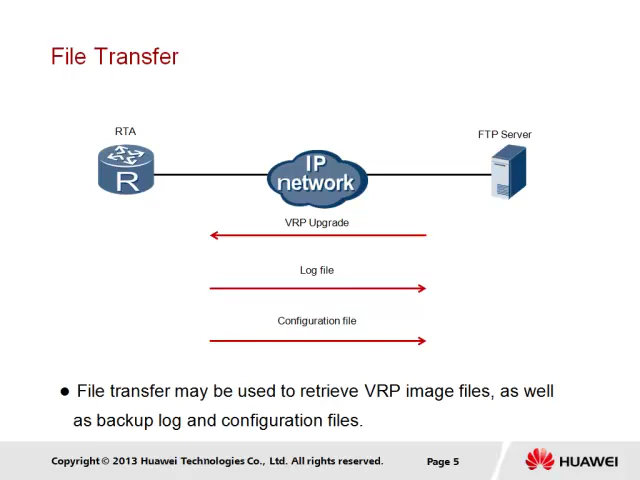 File Transfer
RTA
FTP Server
R
IP
network
VRP Upgrade
Log file
Configuration file
● File transfer may be used to retrieve VRP image files, as well
as backup log and configuration files.
Copyright © 2013 Huawei Technologies Co., Ltd. All rights reserved.
Page 5
HUAWEI